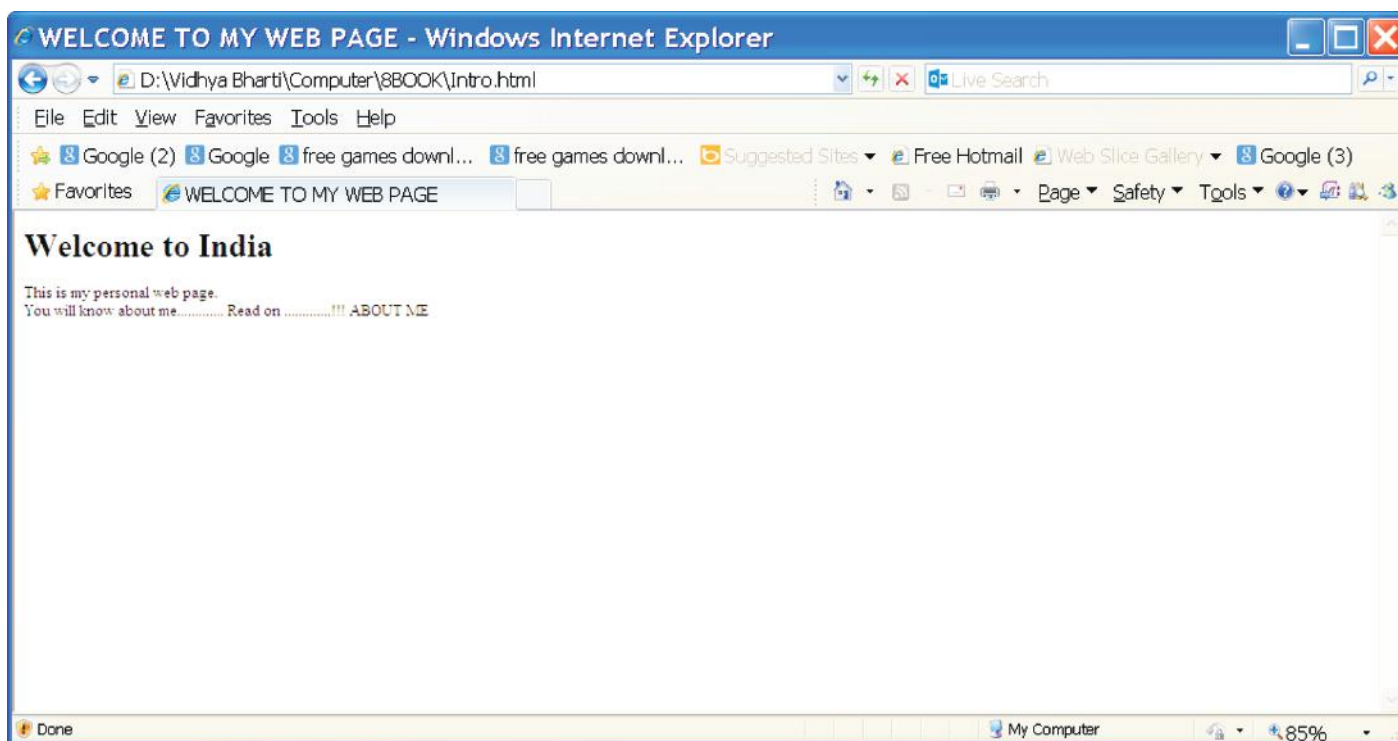 WELCOME TO MY WEB PAGE - Windows Internet Explorer
D:\Vidhya Bharti\Computer\8BOOK\Intro.html Live Search
File Edit View Favorites Tools Help
Google (2) Google free games downl... free games downl... Suggested Sites Free Hotmail Web Slice Gallery Google (3)
Favorites WELCOME TO MY WEB PAGE Page Safety Tools
Welcome to India
This is my personal web page.
You will know about me............ Read on ............!!! ABOUT ME
Done My Computer 85%